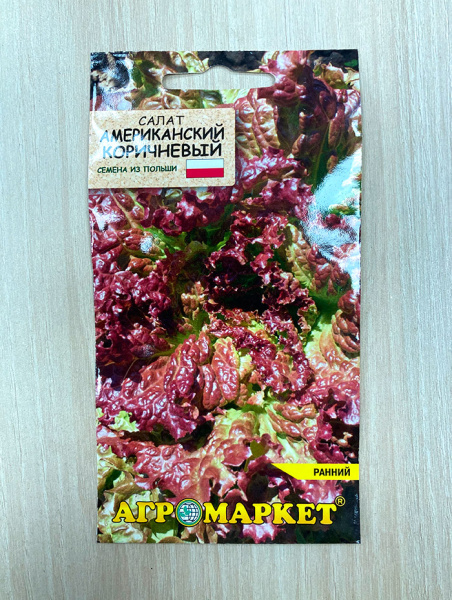 САЛАТ
АМЕРИКАНСКИЙ
КОРИЧНЕВЫЙ
СЕМЕНА ИЗ ПОЛЬШИ
РАННИЙ
АГРОМАРКЕТ®